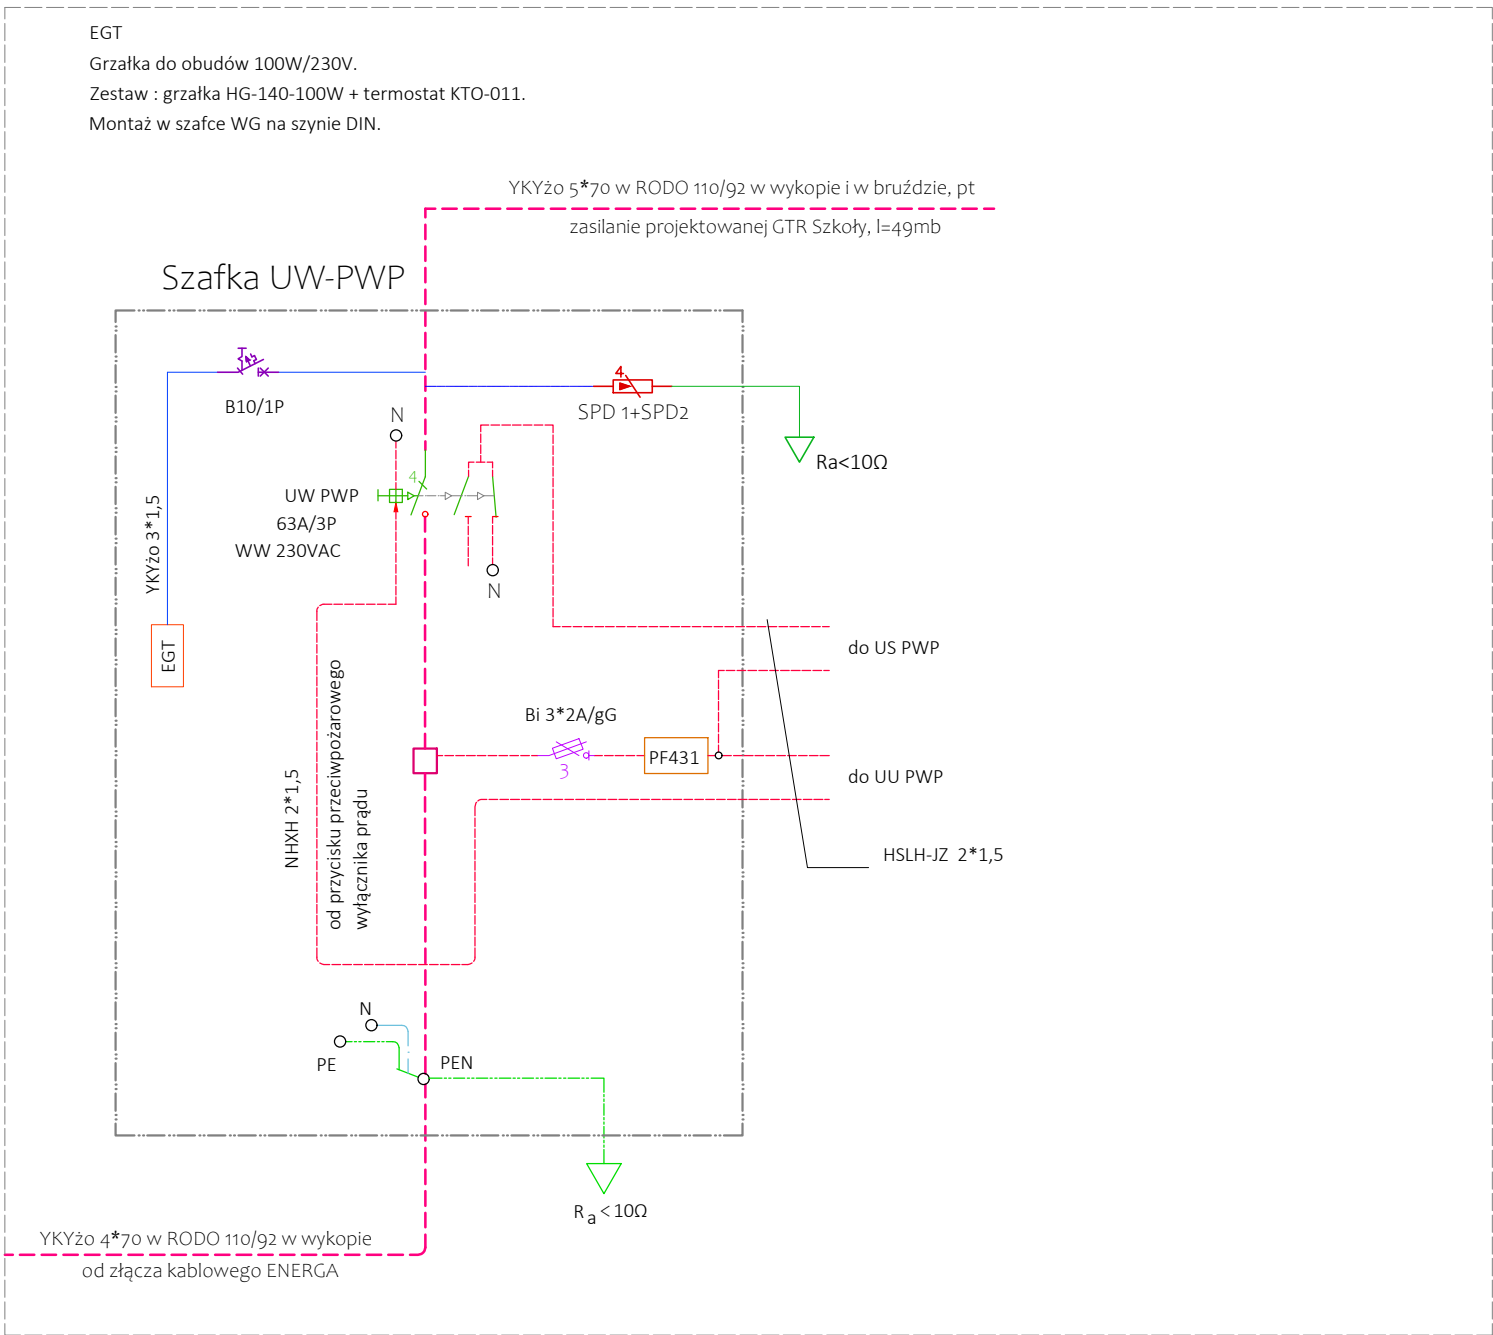 EGT
Grzałka do obudów 100W/230V.
Zestaw : grzałka HG-140-100W + termostat KTO-011.
Montaż w szafce WG na szynie DIN.
YKYżo 5*70 w RODO 110/92 w wykopie i w bruździe, pt
zasilanie projektowanej GTR Szkoły, l=49mb
Szafka UW-PWP
B10/1P
4
SPD 1+SPD2
N
Ra<10Ω
4
UW PWP
63A/3P
WW 230VAC
N
YKYżo 3*1,5
EGT
do US PWP
Bi 3*2A/gG
PF431
3
do UU PWP
NHXH 2*1,5
od przycisku przeciwpożarowego
wyłącznika prądu
HSLH-JZ 2*1,5
N
PE
PEN
Ra<10Ω
YKYżo 4*70 w RODO 110/92 w wykopie
od złącza kablowego ENERGA